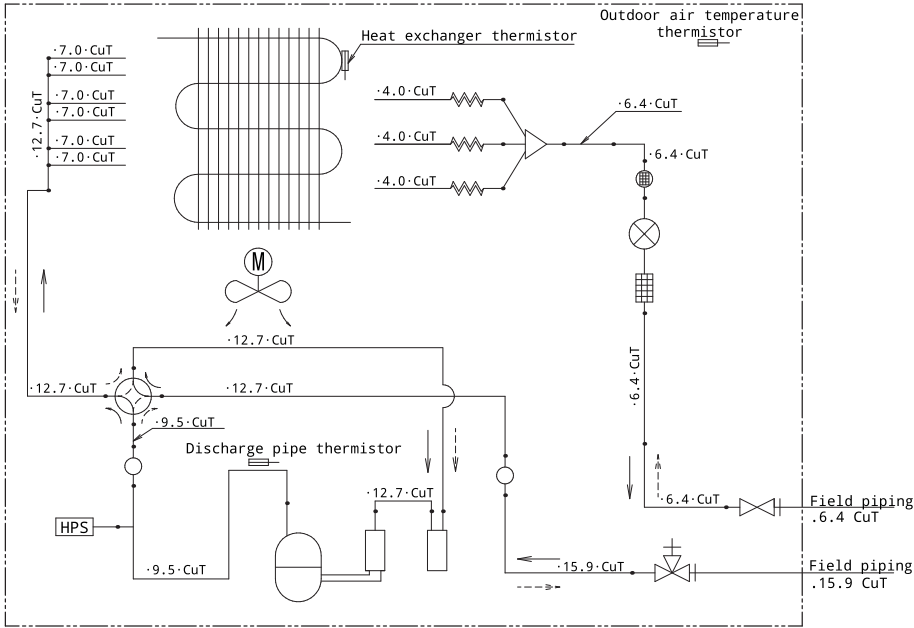 Outdoor air temperature
thermistor
Heat exchanger thermistor
·7.0·CuT
·7.0·CuT
·7.0·CuT
·7.0·CuT
·7.0·CuT
·7.0·CuT
·12.7·CuT
·4.0·CuT
·4.0·CuT
·4.0·CuT
·6.4·CuT
·6.4·CuT
M
·12.7·CuT
·6.4·CuT
·12.7·CuT
·12.7·CuT
·9.5·CuT
Discharge pipe thermistor
·12.7·CuT
·6.4·CuT
Field piping
.6.4 CuT
HPS
·9.5·CuT
·15.9·CuT
Field piping
.15.9 CuT